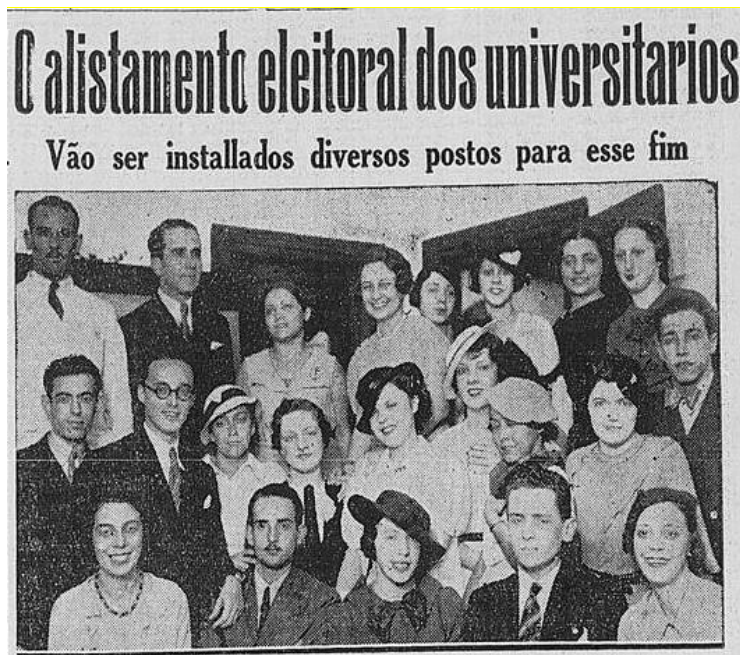 O alistamento eleitoral dos universitarios
Vão ser installados diversos postos para esse fim